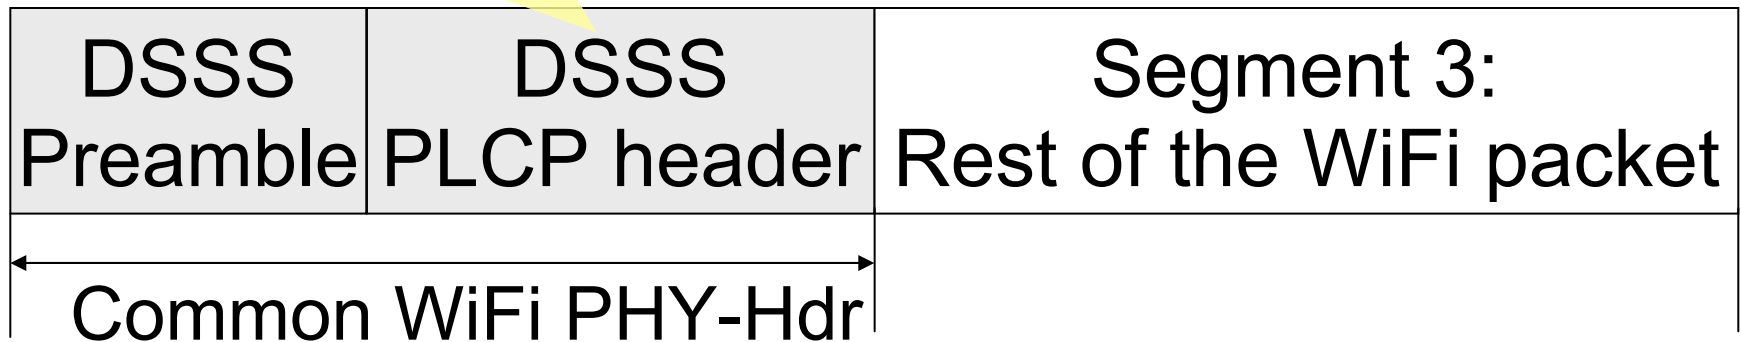 DSSS
Preamble
DSSS
PLCP header
Segment 3:
Rest of the WiFi packet
Common WiFi PHY-Hdr